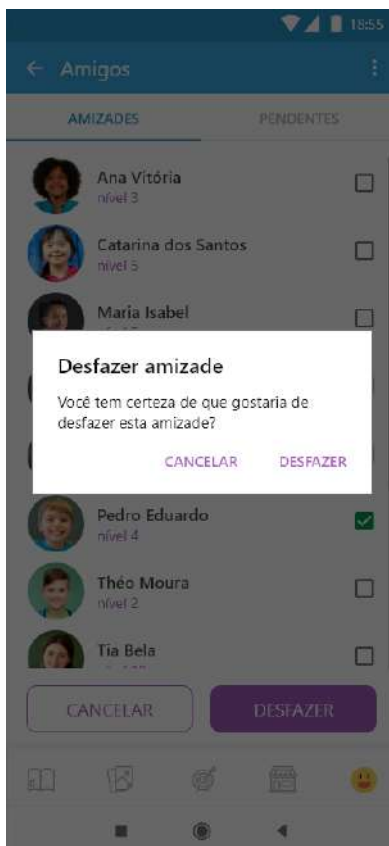 18:55
Amigos
AMIZADES PENDENTES
Ana Vitória
nível 3
Catarina dos Santos
nível 5
Maria Isabel
Desfazer amizade
Você tem certeza de que gostaria de
desfazer esta amizade?
CANCELAR DESFAZER
Pedro Eduardo
nível 4
Théo Moura
nível 2
Tia Bela
CANCELAR DESFAZER